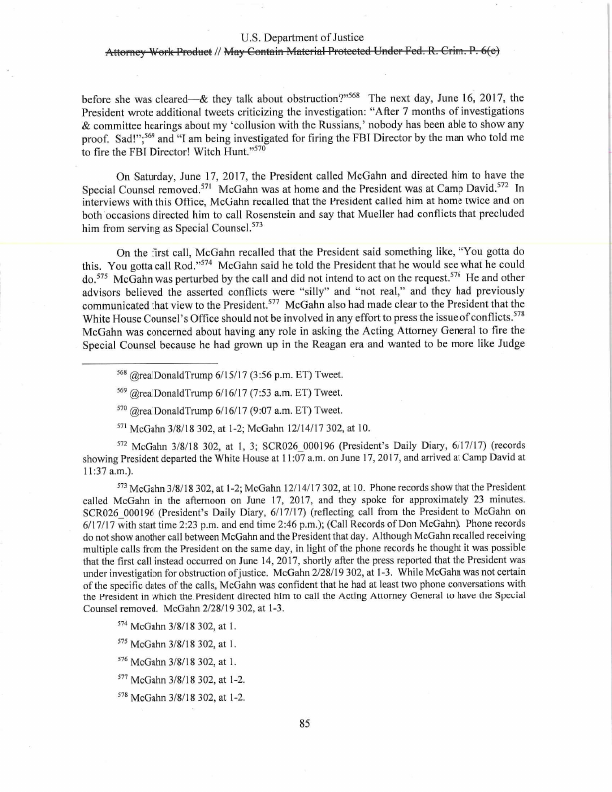 U.S. Department of Justice
Attorney Work Product // May Contain Material Protected Under Fed. R. Crim. P. 6(e)
before she was cleared—& they talk about obstruction?"568 The next day, June 16, 2017, the
President wrote additional tweets criticizing the investigation: "After 7 months of investigations
& committee hearings about my 'collusion with the Russians,' nobody has been able to show any
proof. Sad!";569 and "I am being investigated for firing the FBI Director by the man who told me
to fire the FBI Director! Witch Hunt."570
On Saturday, June 17, 2017, the President called McGahn and directed him to have the
Special Counsel removed.571 McGahn was at home and the President was at Camp David.572 In
interviews with this Office, McGahn recalled that the President called him at home twice and on
both occasions directed him to call Rosenstein and say that Mueller had conflicts that precluded
him from serving as Special Counsel.573
On the first call, McGahn recalled that the President said something like, "You gotta do
this. You gotta call Rod."574 McGahn said he told the President that he would see what he could
do.575 McGahn was perturbed by the call and did not intend to act on the request.576 He and other
advisors believed the asserted conflicts were "silly" and "not real," and they had previously
communicated that view to the President.577 McGahn also had made clear to the President that the
White House Counsel's Office should not be involved in any effort to press the issue of conflicts.578
McGahn was concerned about having any role in asking the Acting Attorney General to fire the
Special Counsel because he had grown up in the Reagan era and wanted to be more like Judge
568 @realDonaldTrump 6/15/17 (3:56 p.m. ET) Tweet.
569 @realDonaldTrump 6/16/17 (7:53 a.m. ET) Tweet.
570 @realDonaldTrump 6/16/17 (9:07 a.m. ET) Tweet.
571 McGahn 3/8/18 302, at 1-2; McGahn 12/14/17 302, at 10.
572 McGahn 3/8/18 302, at 1, 3; SCR026_000196 (President's Daily Diary, 6/17/17) (records
showing President departed the White House at 11:07 a.m. on June 17, 2017, and arrived at Camp David at
11:37 a.m.).
573 McGahn 3/8/18 302, at 1-2; McGahn 12/14/17 302, at 10. Phone records show that the President
called McGahn in the afternoon on June 17, 2017, and they spoke for approximately 23 minutes.
SCR026_000196 (President's Daily Diary, 6/17/17) (reflecting call from the President to McGahn on
6/17/17 with start time 2:23 p.m. and end time 2:46 p.m.); (Call Records of Don McGahn). Phone records
do not show another call between McGahn and the President that day. Although McGahn recalled receiving
multiple calls from the President on the same day, in light of the phone records he thought it was possible
that the first call instead occurred on June 14, 2017, shortly after the press reported that the President was
under investigation for obstruction of justice. McGahn 2/28/19 302, at 1-3. While McGahn was not certain
of the specific dates of the calls, McGahn was confident that he had at least two phone conversations with
the President in which the President directed him to call the Acting Attorney General to have the Special
Counsel removed. McGahn 2/28/19 302, at 1-3.
574 McGahn 3/8/18 302, at 1.
575 McGahn 3/8/18 302, at 1.
576 McGahn 3/8/18 302, at 1.
577 McGahn 3/8/18 302, at 1-2.
578 McGahn 3/8/18 302, at 1-2.
85